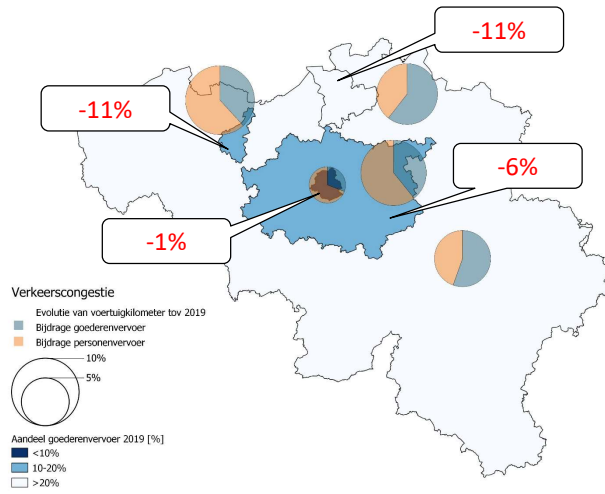 -11%
-11%
-6%
-1%
Verkeerscongestie
Evolutie van voertuigkilometer tov 2019
Bijdrage goederenvervoer
Bijdrage personenvervoer
10%
5%
Aandeel goederenvervoer 2019 [%]
<10%
10-20%
>20%